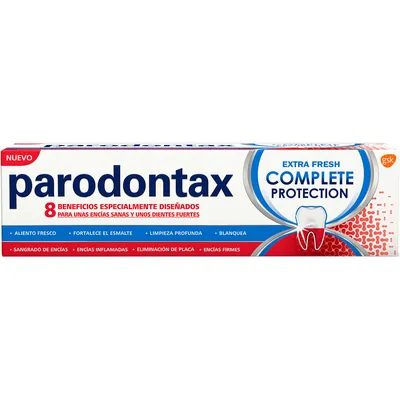 NUEVO
parodontax
8 BENEFICIOS ESPECIALMENTE DISEÑADOS
PARA UNAS ENCÍAS SANAS Y UNOS DIENTES FUERTES
• ALIENTO FRESCO • FORTALECE EL ESMALTE • LIMPIEZA PROFUNDA • BLANQUEA
• SANGRADO DE ENCÍAS • ENCÍAS INFLAMADAS • ELIMINACIÓN DE PLACA • ENCÍAS FIRMES
EXTRA FRESH
COMPLETE
PROTECTION
gsk